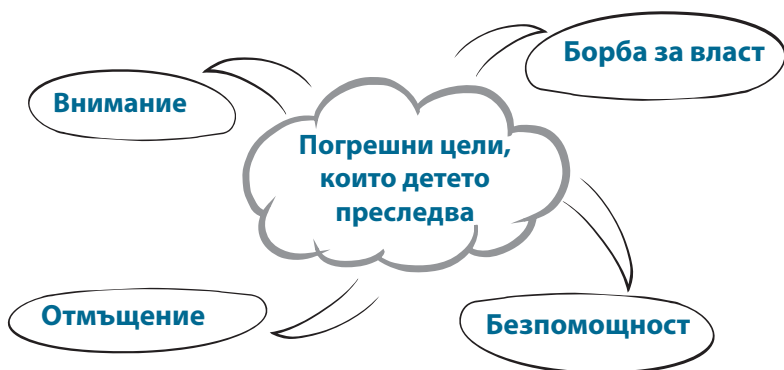 Борба за власт
Внимание
Погрешни цели,
които детето
преследва
Отмъщение
Безпомощност